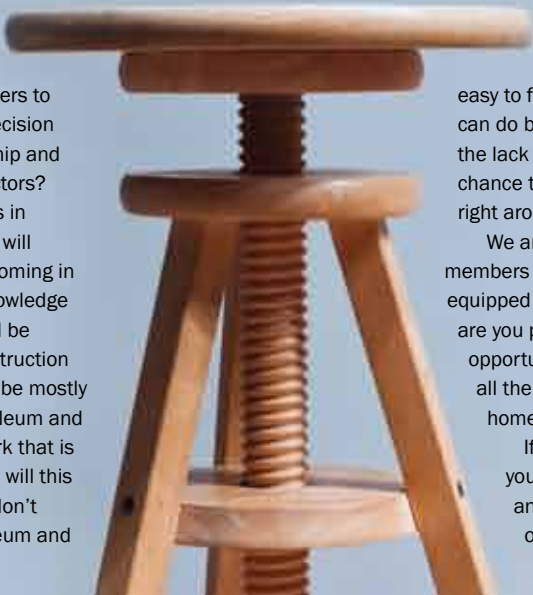 ers to
cision
hip and
tors?
s in
will
oming in
owledge
l be
truction
be mostly
leum and
rk that is
will this
don't
eum and
easy to f
can do b
the lack
chance t
right aro
We ar
members
equipped
are you p
opportu
all the
home
If
you
an
o